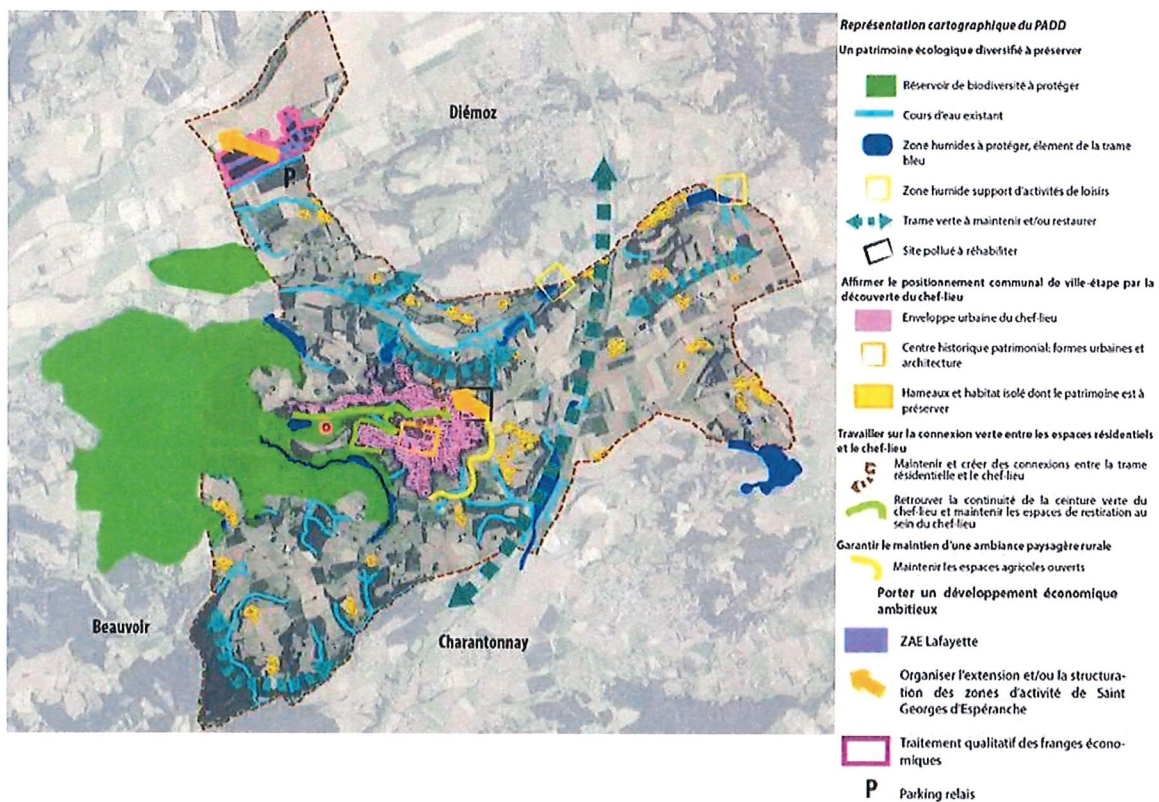 Diémoz
P
Beauvoir
Charantonnay
Représentation cartographique du PADD
Un patrimoine écologique diversifié à préserver
Réservoir de biodiversité à protéger
Cours d'eau existant
Zone humides à protéger, élement de la trame
bleu
Zone humide support d'activités de loisirs
Trame verte à maintenir et/ou restaurer
Site pollué à réhabiliter
Affirmer le positionnement communal de ville-étape par la
découverte du chef-lieu
Enveloppe urbaine du chef-lieu
Centre historique patrimonial: formes urbaines et
architecture
Hameaux et habitat isolé dont le patrimoine est à
préserver
Travailler sur la connexion verte entre les espaces résidentiels
et le chef-lieu
Maintenir et créer des connexions entre la trame
résidentielle et le chef-lieu
Retrouver la continuité de la ceinture verte du
chef-lieu et maintenir les espaces de restiration au
sein du chef-lieu
Garantir le maintien d'une ambiance paysagère rurale
Maintenir les espaces agricoles ouverts
Porter un développement économique
ambitieux
ZAE Lafayette
Organiser l'extension et/ou la structura-
tion des zones d'activité de Saint
Georges d'Espéranche
Traitement qualitatif des franges écono-
miques
P Parking relais